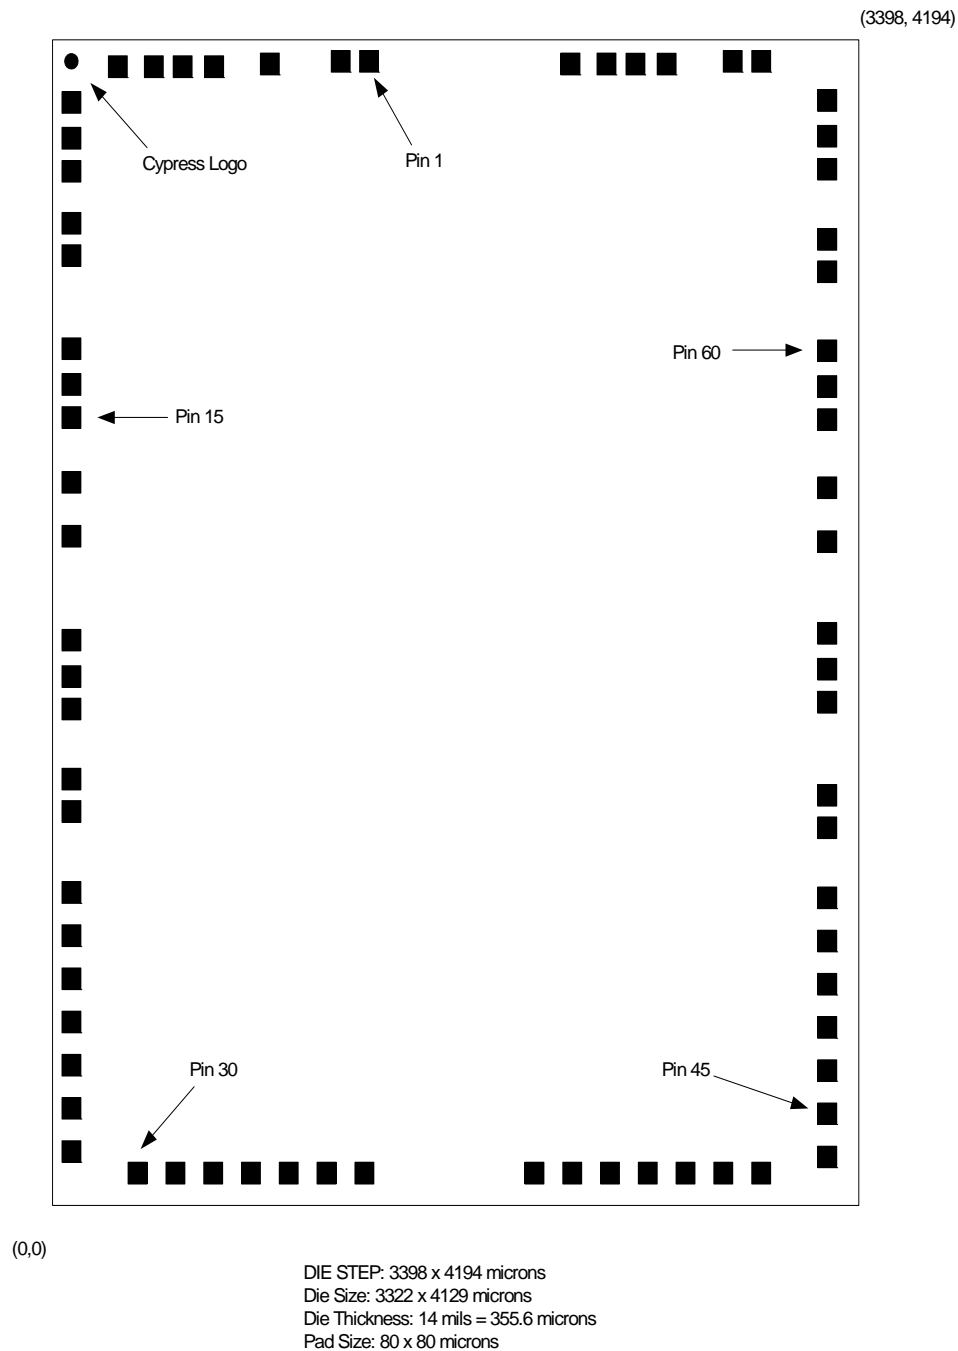 (3398, 4194)
Cypress Logo
Pin 1
Pin 60
Pin 15
Pin 30
Pin 45
(0,0)
DIE STEP: 3398 x 4194 microns
Die Size: 3322 x 4129 microns
Die Thickness: 14 mils = 355.6 microns
Pad Size: 80 x 80 microns